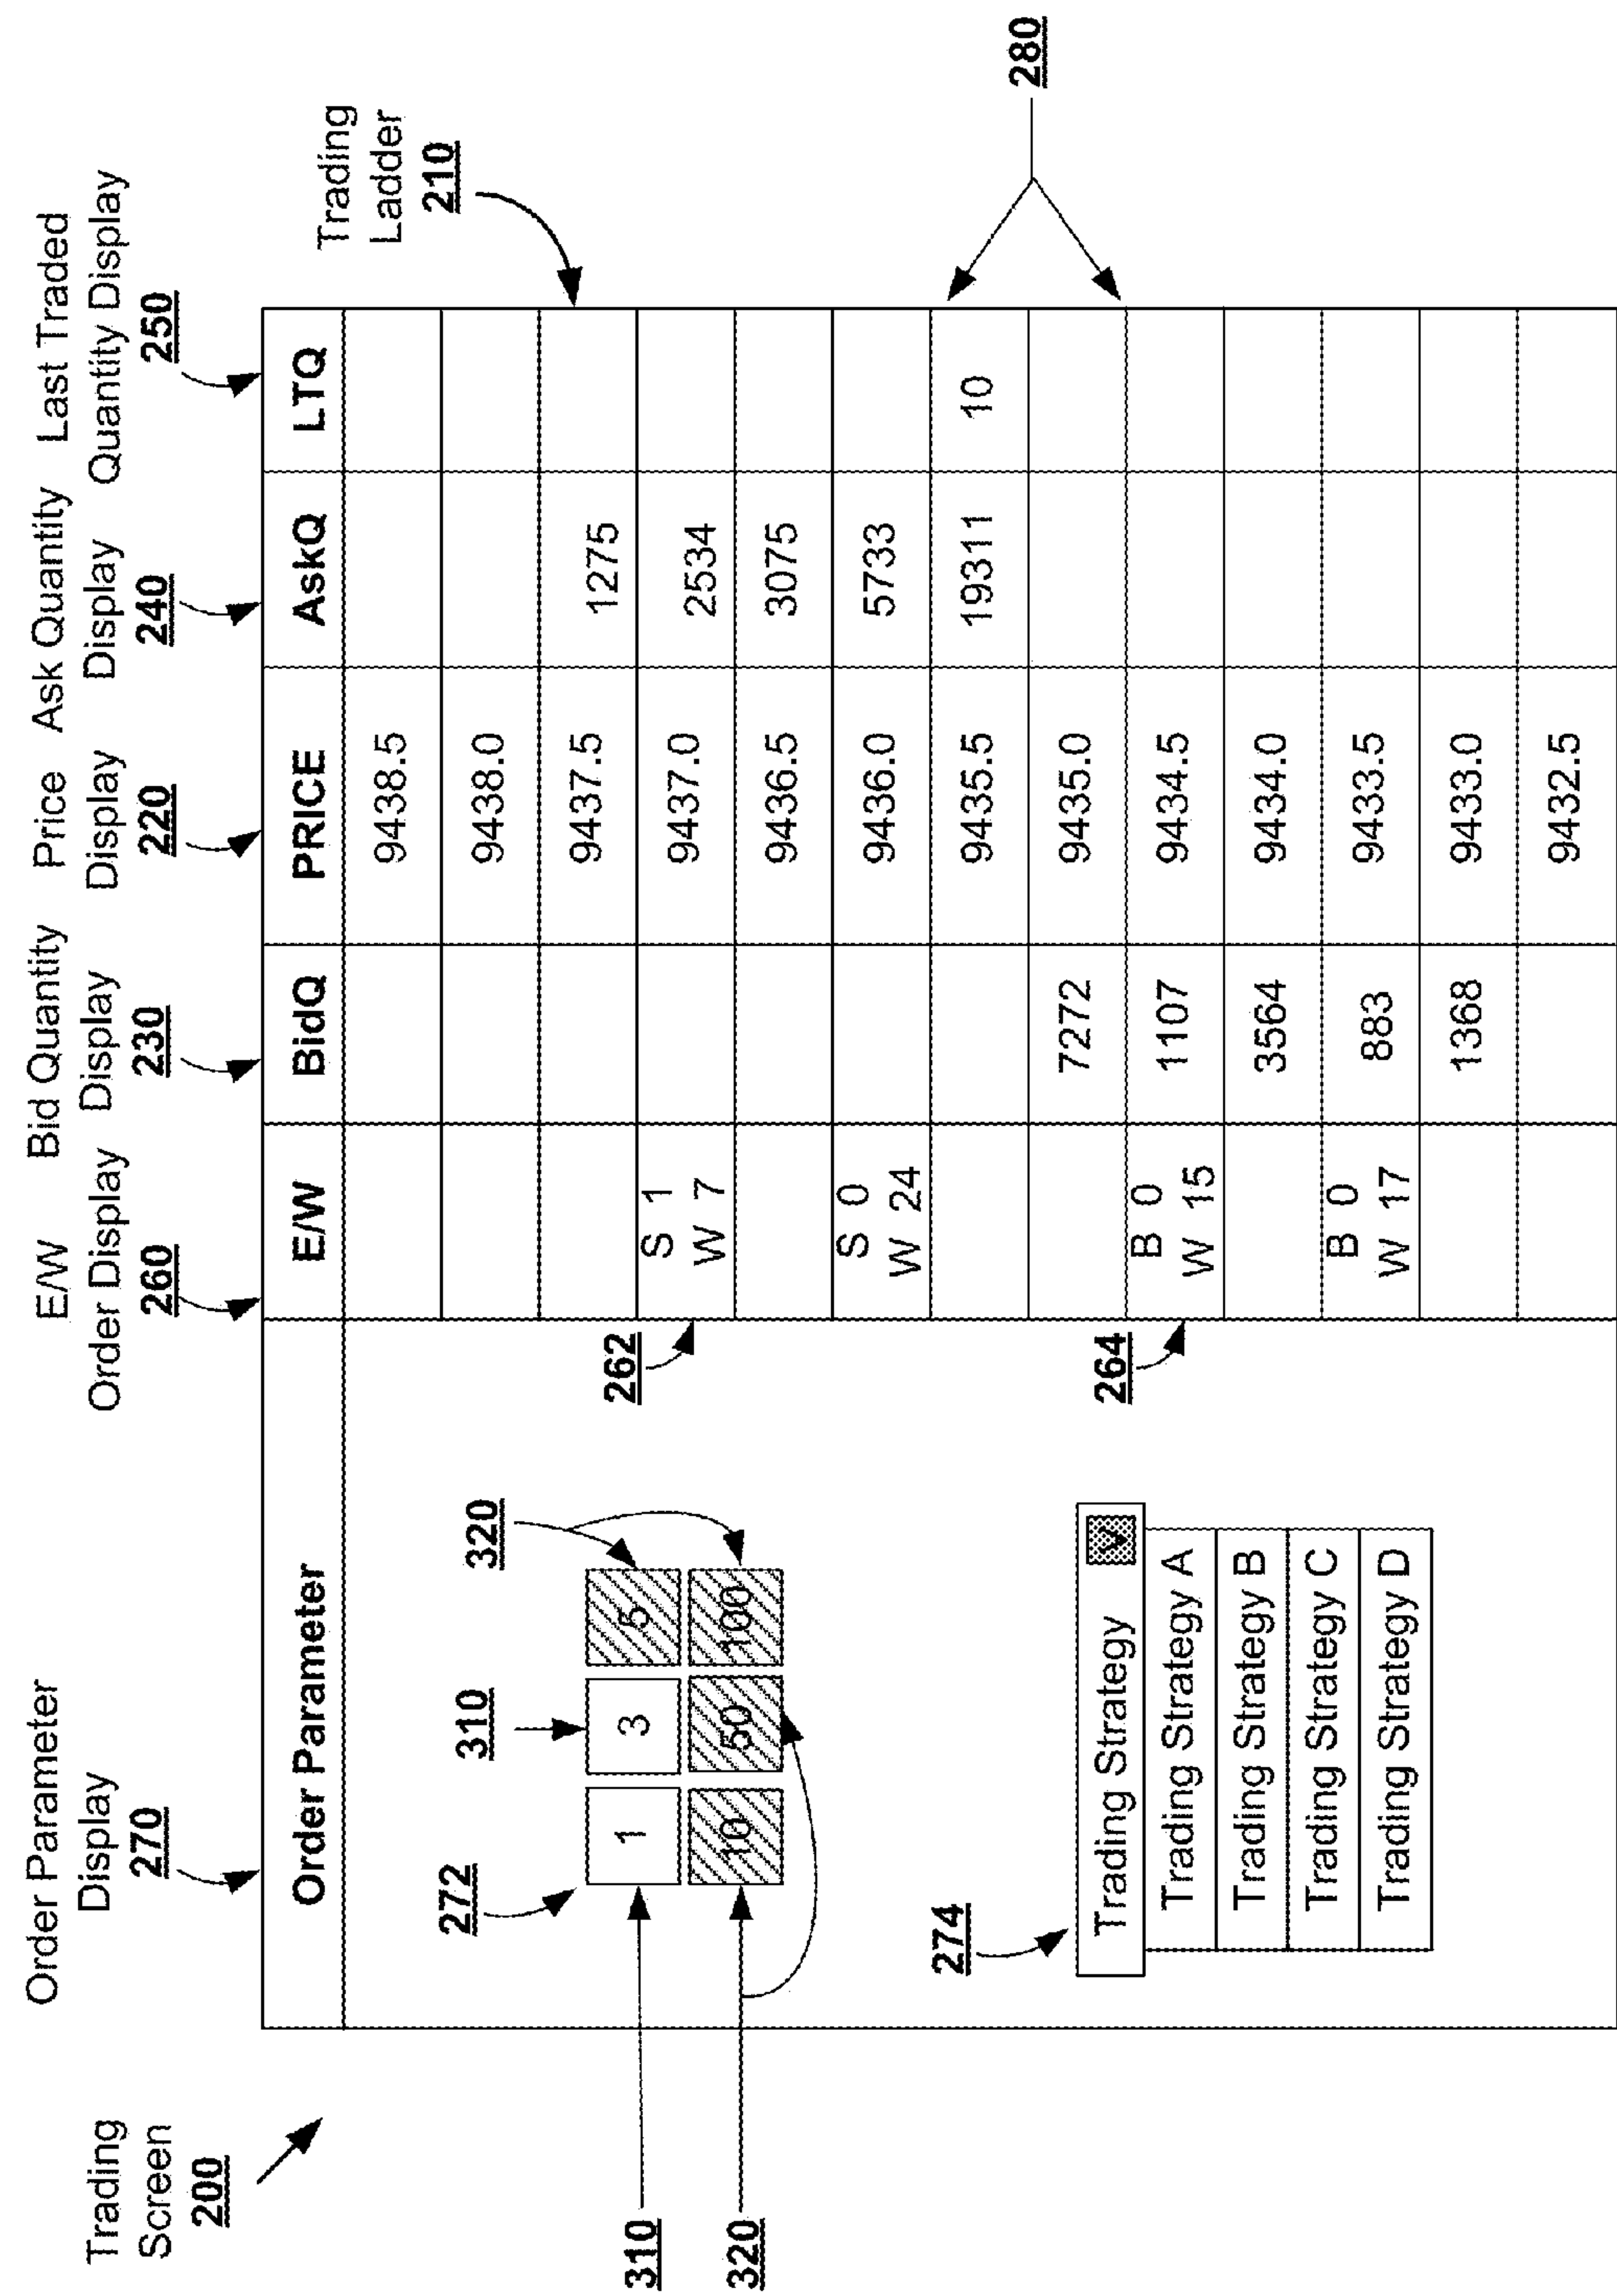 Trading
Screen
200
Order Parameter
Display
270
E/W
Order Display
260
Bid Quantity
Display
230
Price
Display
220
Ask Quantity
Display
240
Last Traded
Quantity Display
250
Trading
Ladder
210
Order Parameter E/W BidQ PRICE AskQ LTQ
9438.5
9438.0
9437.5 1275
S 1
W 7
9437.0 2534
9436.5 3075
S 0
W 24
9436.0 5733
9435.5 19311 10
7272 9435.0
B 0
W 15
1107 9434.5
3564 9434.0
B 0
W 17
883 9433.5
1368 9433.0
9432.5
262
264
280
272
310
320
1 3 5
10 50 100
310
320
274
Trading Strategy V
Trading Strategy A
Trading Strategy B
Trading Strategy C
Trading Strategy D